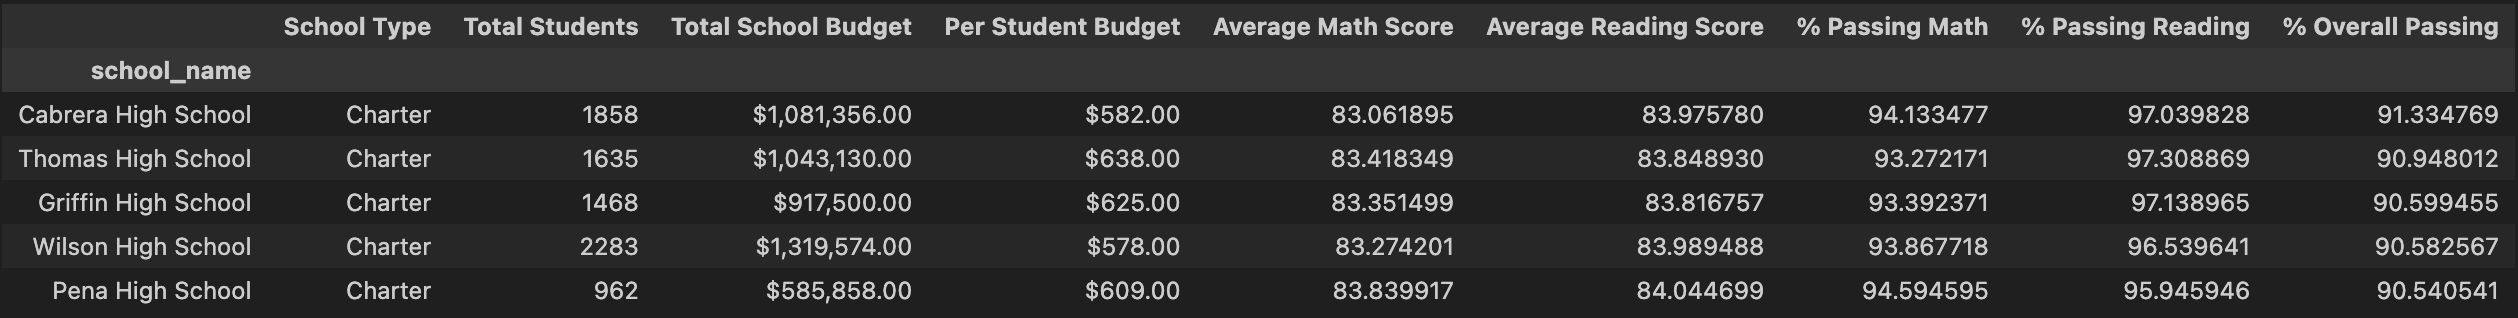 School Type Total Students Total School Budget Per Student Budget Average Math Score Average Reading Score % Passing Math % Passing Reading % Overall Passing
school_name
Cabrera High School Charter 1858 $1,081,356.00 $582.00 83.061895 83.975780 94.133477 97.039828 91.334769
Thomas High School Charter 1635 $1,043,130.00 $638.00 83.418349 83.848930 93.272171 97.308869 90.948012
Griffin High School Charter 1468 $917,500.00 $625.00 83.351499 83.816757 93.392371 97.138965 90.599455
Wilson High School Charter 2283 $1,319,574.00 $578.00 83.274201 83.989488 93.867718 96.539641 90.582567
Pena High School Charter 962 $585,858.00 $609.00 83.839917 84.044699 94.594595 95.945946 90.540541